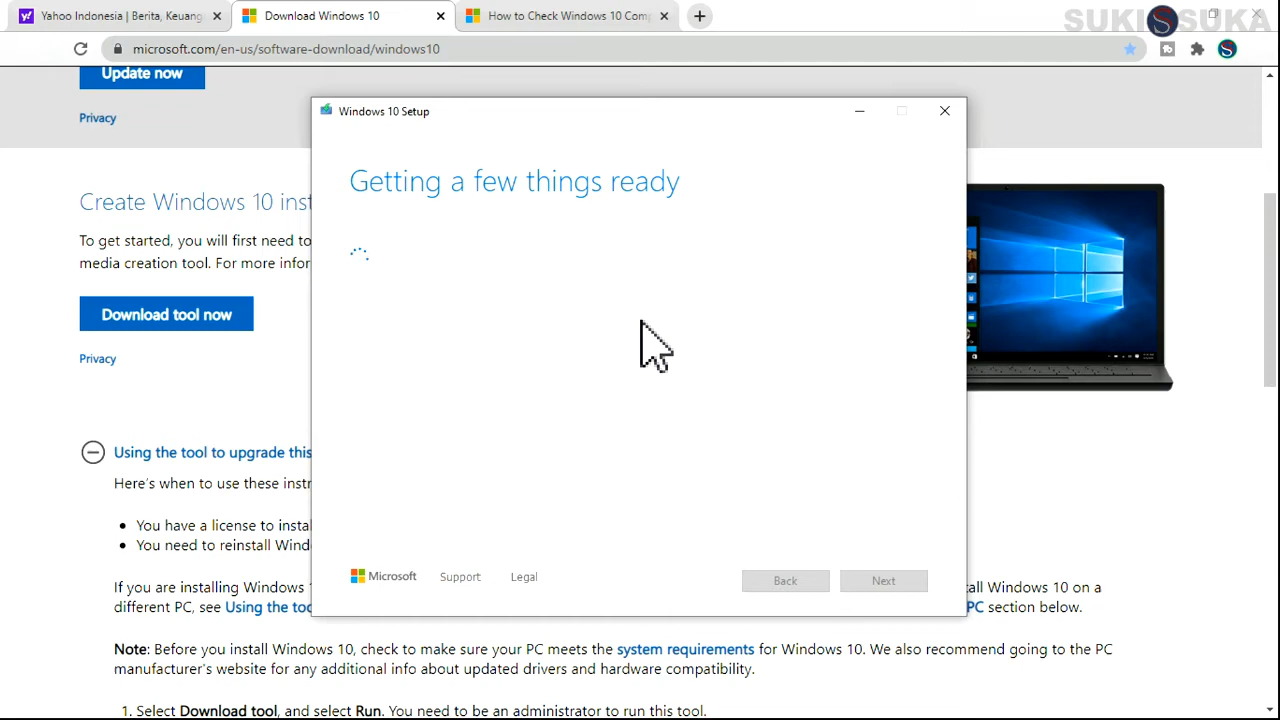 Yahoo Indonesia | Berita, Keuang
Download Windows 10
How to Check Windows 10 Com
SUKISSUKA
microsoft.com/en-us/software-download/windows10
Update now
Privacy
Windows 10 Setup
Getting a few things ready
Create Windows 10 inst
To get started, you will first need to
media creation tool. For more infor
Download tool now
Privacy
Using the tool to upgrade this
Here's when to use these instr
• You have a license to instal
• You need to reinstall Wind
Microsoft
Support
Legal
Back
Next
If you are installing Windows 1
tall Windows 10 on a
different PC, see Using the too
PC section below.
Note: Before you install Windows 10, check to make sure your PC meets the system requirements for Windows 10. We also recommend going to the PC
manufacturer's website for any additional info about updated drivers and hardware compatibility.
1. Select Download tool, and select Run. You need to be an administrator to run this tool.